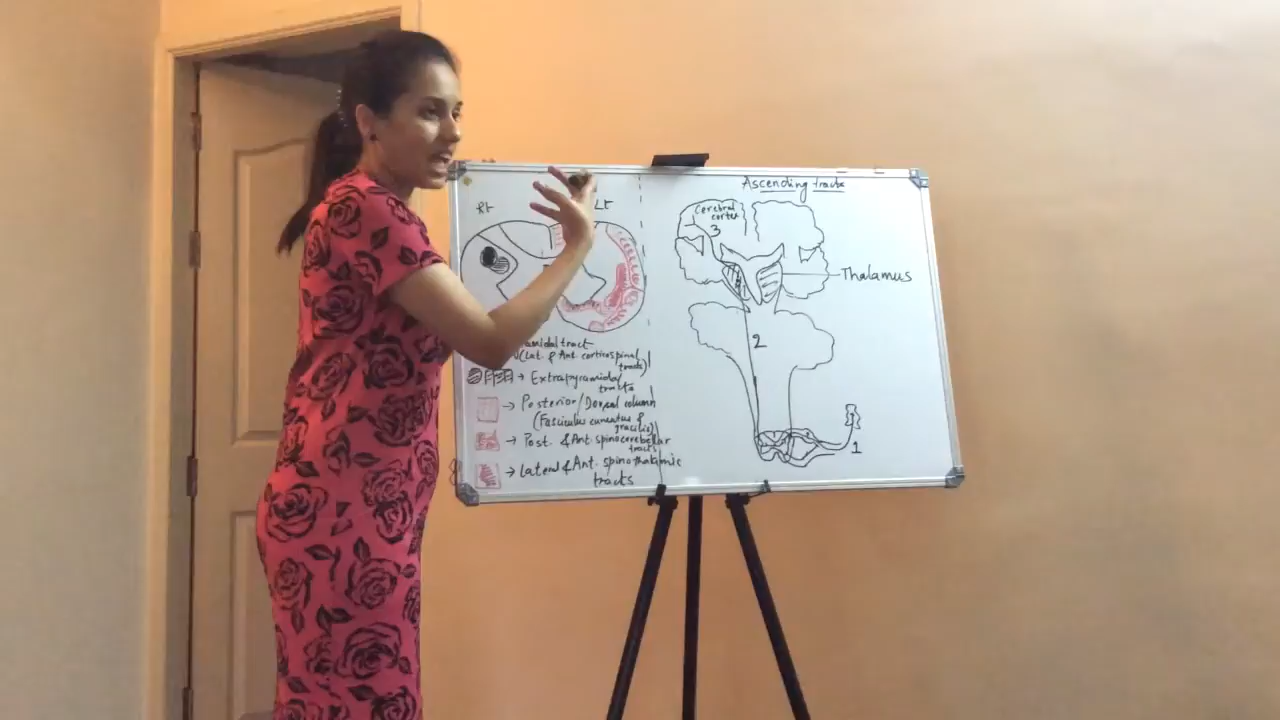 Rt
Lt
amidal tract
(Lat. & Ant. corticospinal
tracts)
→ Extrapyramidal
tracts
→ Posterior/Dorsal column
(Fasciculus cuneatus &
gracilis)
→ Post. & Ant. spinocerebellar
tracts
→ Lateral & Ant. spinothalamic
tracts
Ascending tracts
Cerebral
cortex
3
Thalamus
2
1